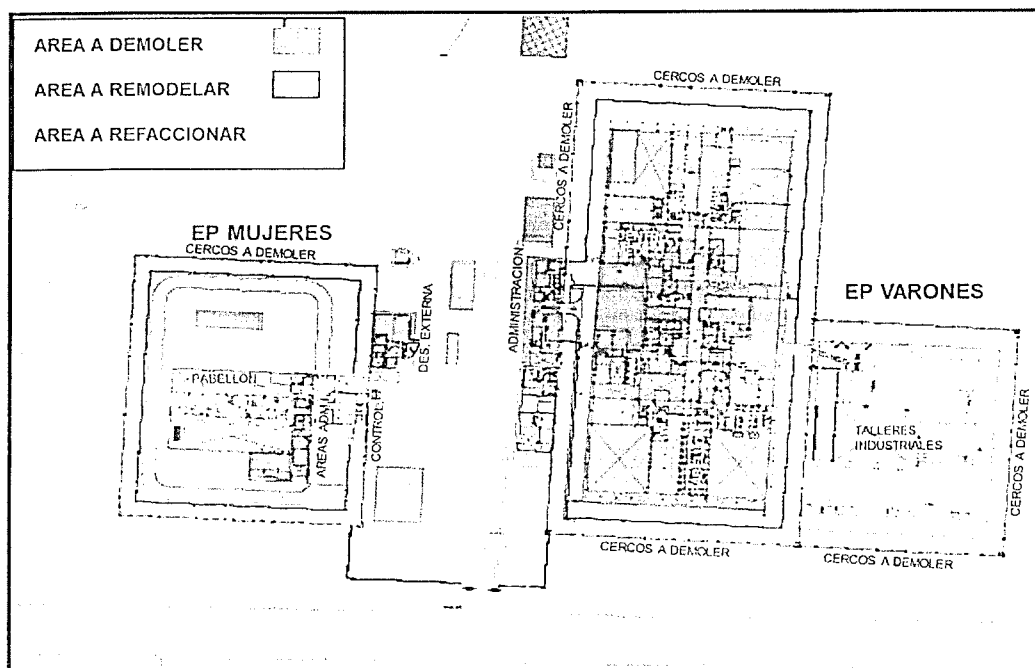 AREA A DEMOLER
AREA A REMODELAR
AREA A REFACCIONAR
CERCOS A DEMOLER
CERCOS A DEMOLER
EP MUJERES
CERCOS A DEMOLER
DES. EXTERNA
ADMINISTRACION
EP VARONES
PABELLON
AREAS ADM.
CONTROL
TALLERES
INDUSTRIALES
CERCOS A DEMOLER
CERCOS A DEMOLER
CERCOS A DEMOLER